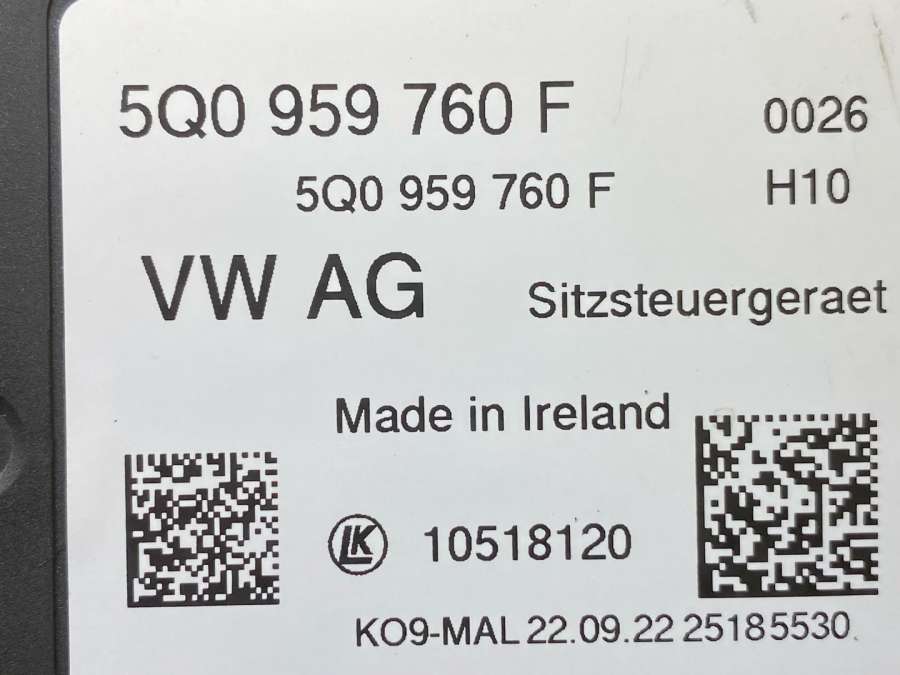 5Q0 959 760 F 0026
5Q0 959 760 F H10
VW AG Sitzsteuergeraet
Made in Ireland
LK 10518120
KO9-MAL 22.09.22 25185530